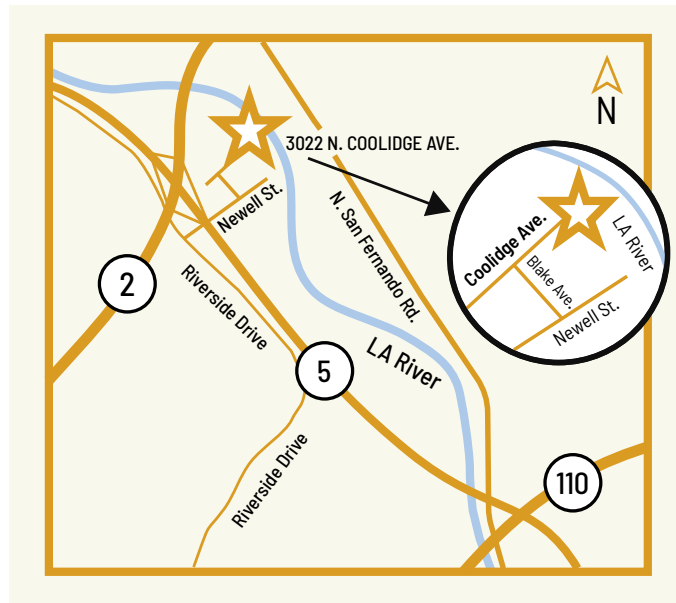 N
3022 N. COOLIDGE AVE.
Newell St.
N. San Fernando Rd.
Coolidge Ave.
LA River
Blake Ave.
Newell St.
2
Riverside Drive
5
LA River
Riverside Drive
110